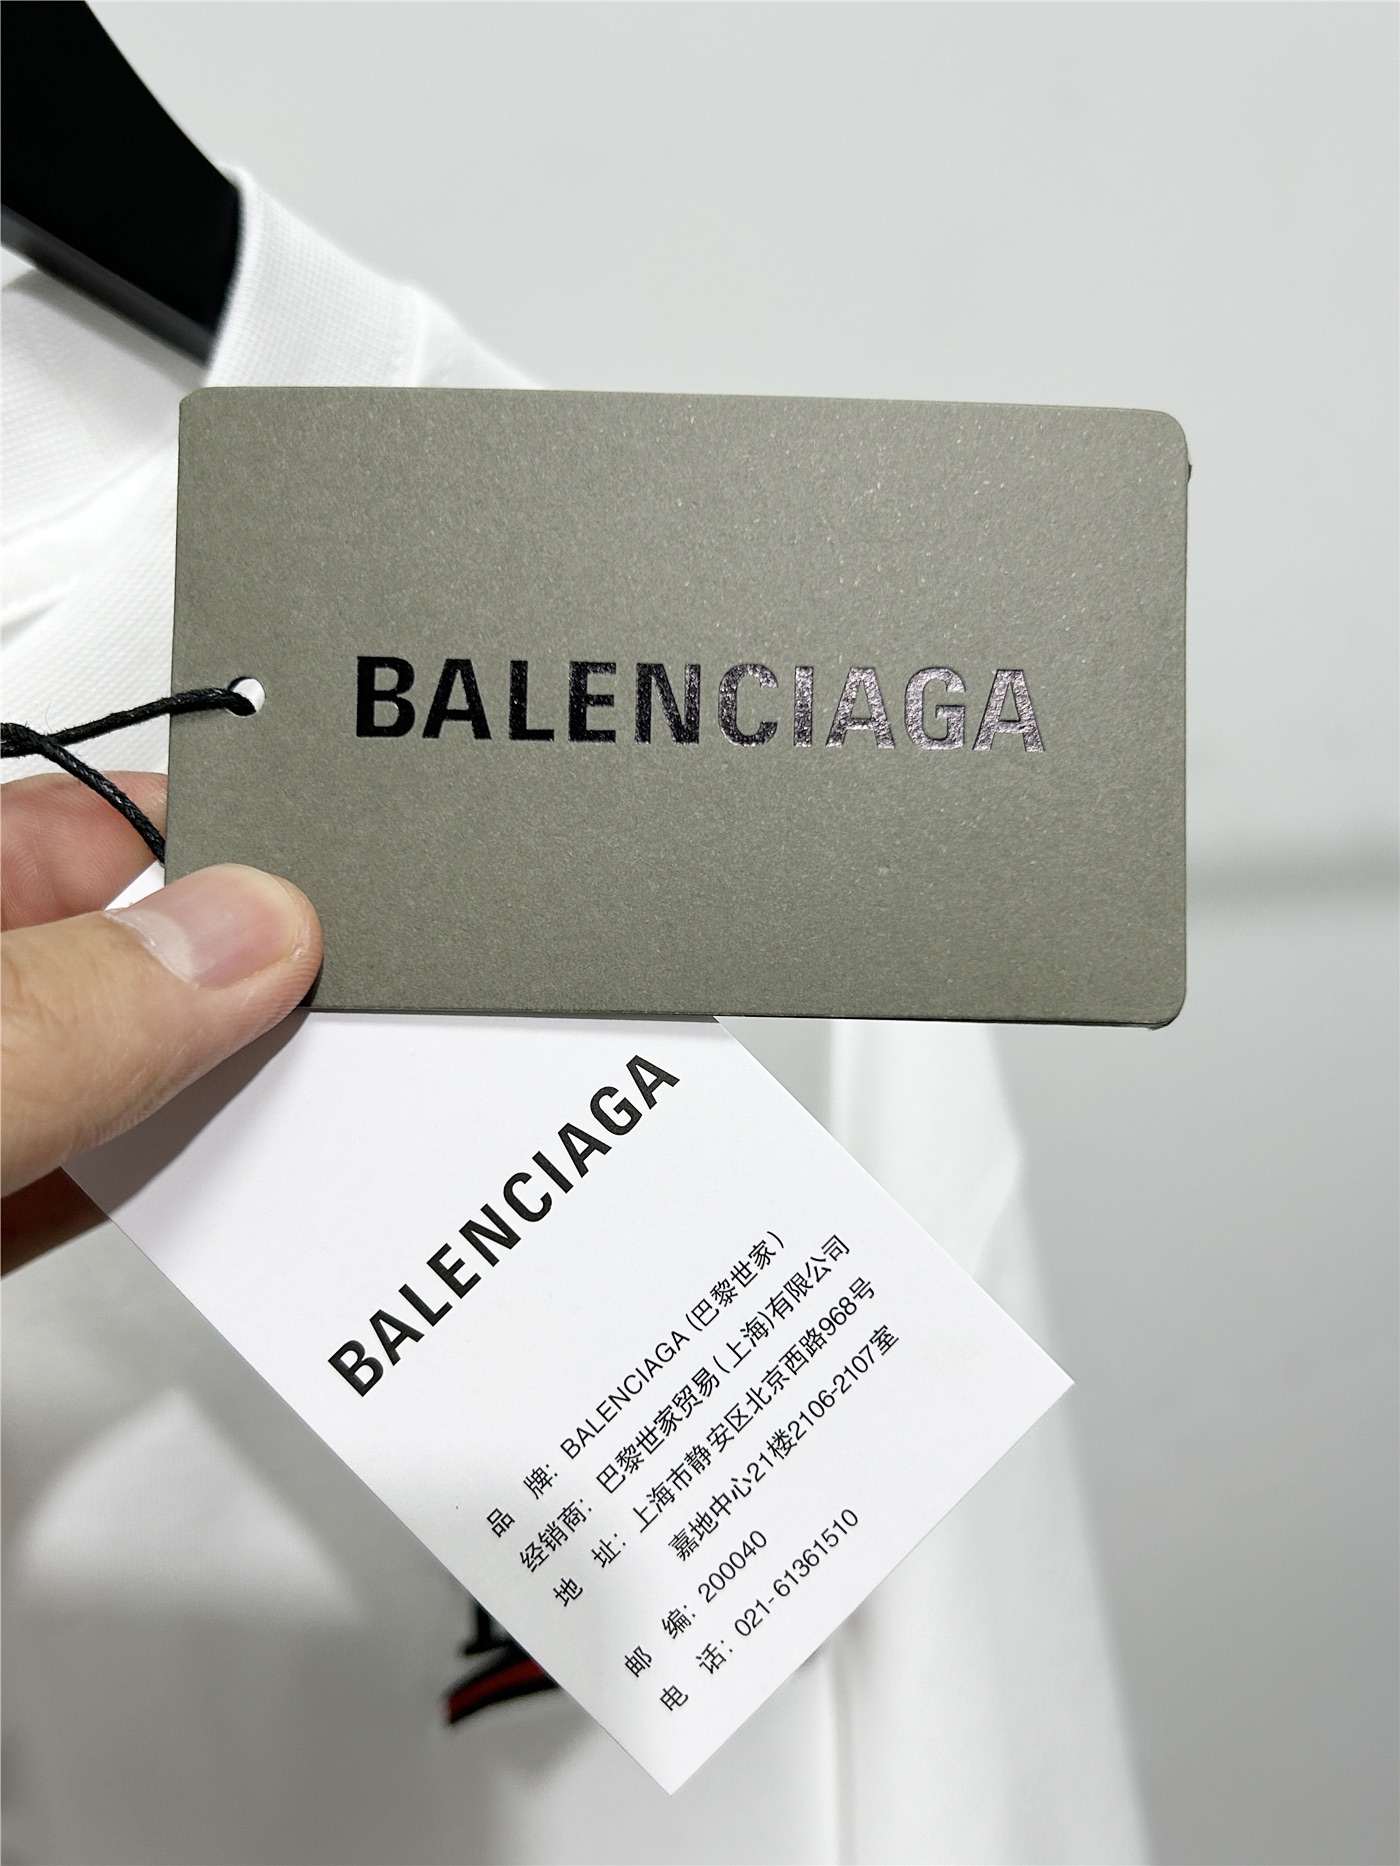 BALENCIAGA
BALENCIAGA
品 牌: BALENCIAGA (巴黎世家)
经销商: 巴黎世家贸易(上海)有限公司
地 址: 上海市静安区北京西路968号
嘉地中心21楼2106-2107室
邮 编: 200040
电 话: 021- 61361510